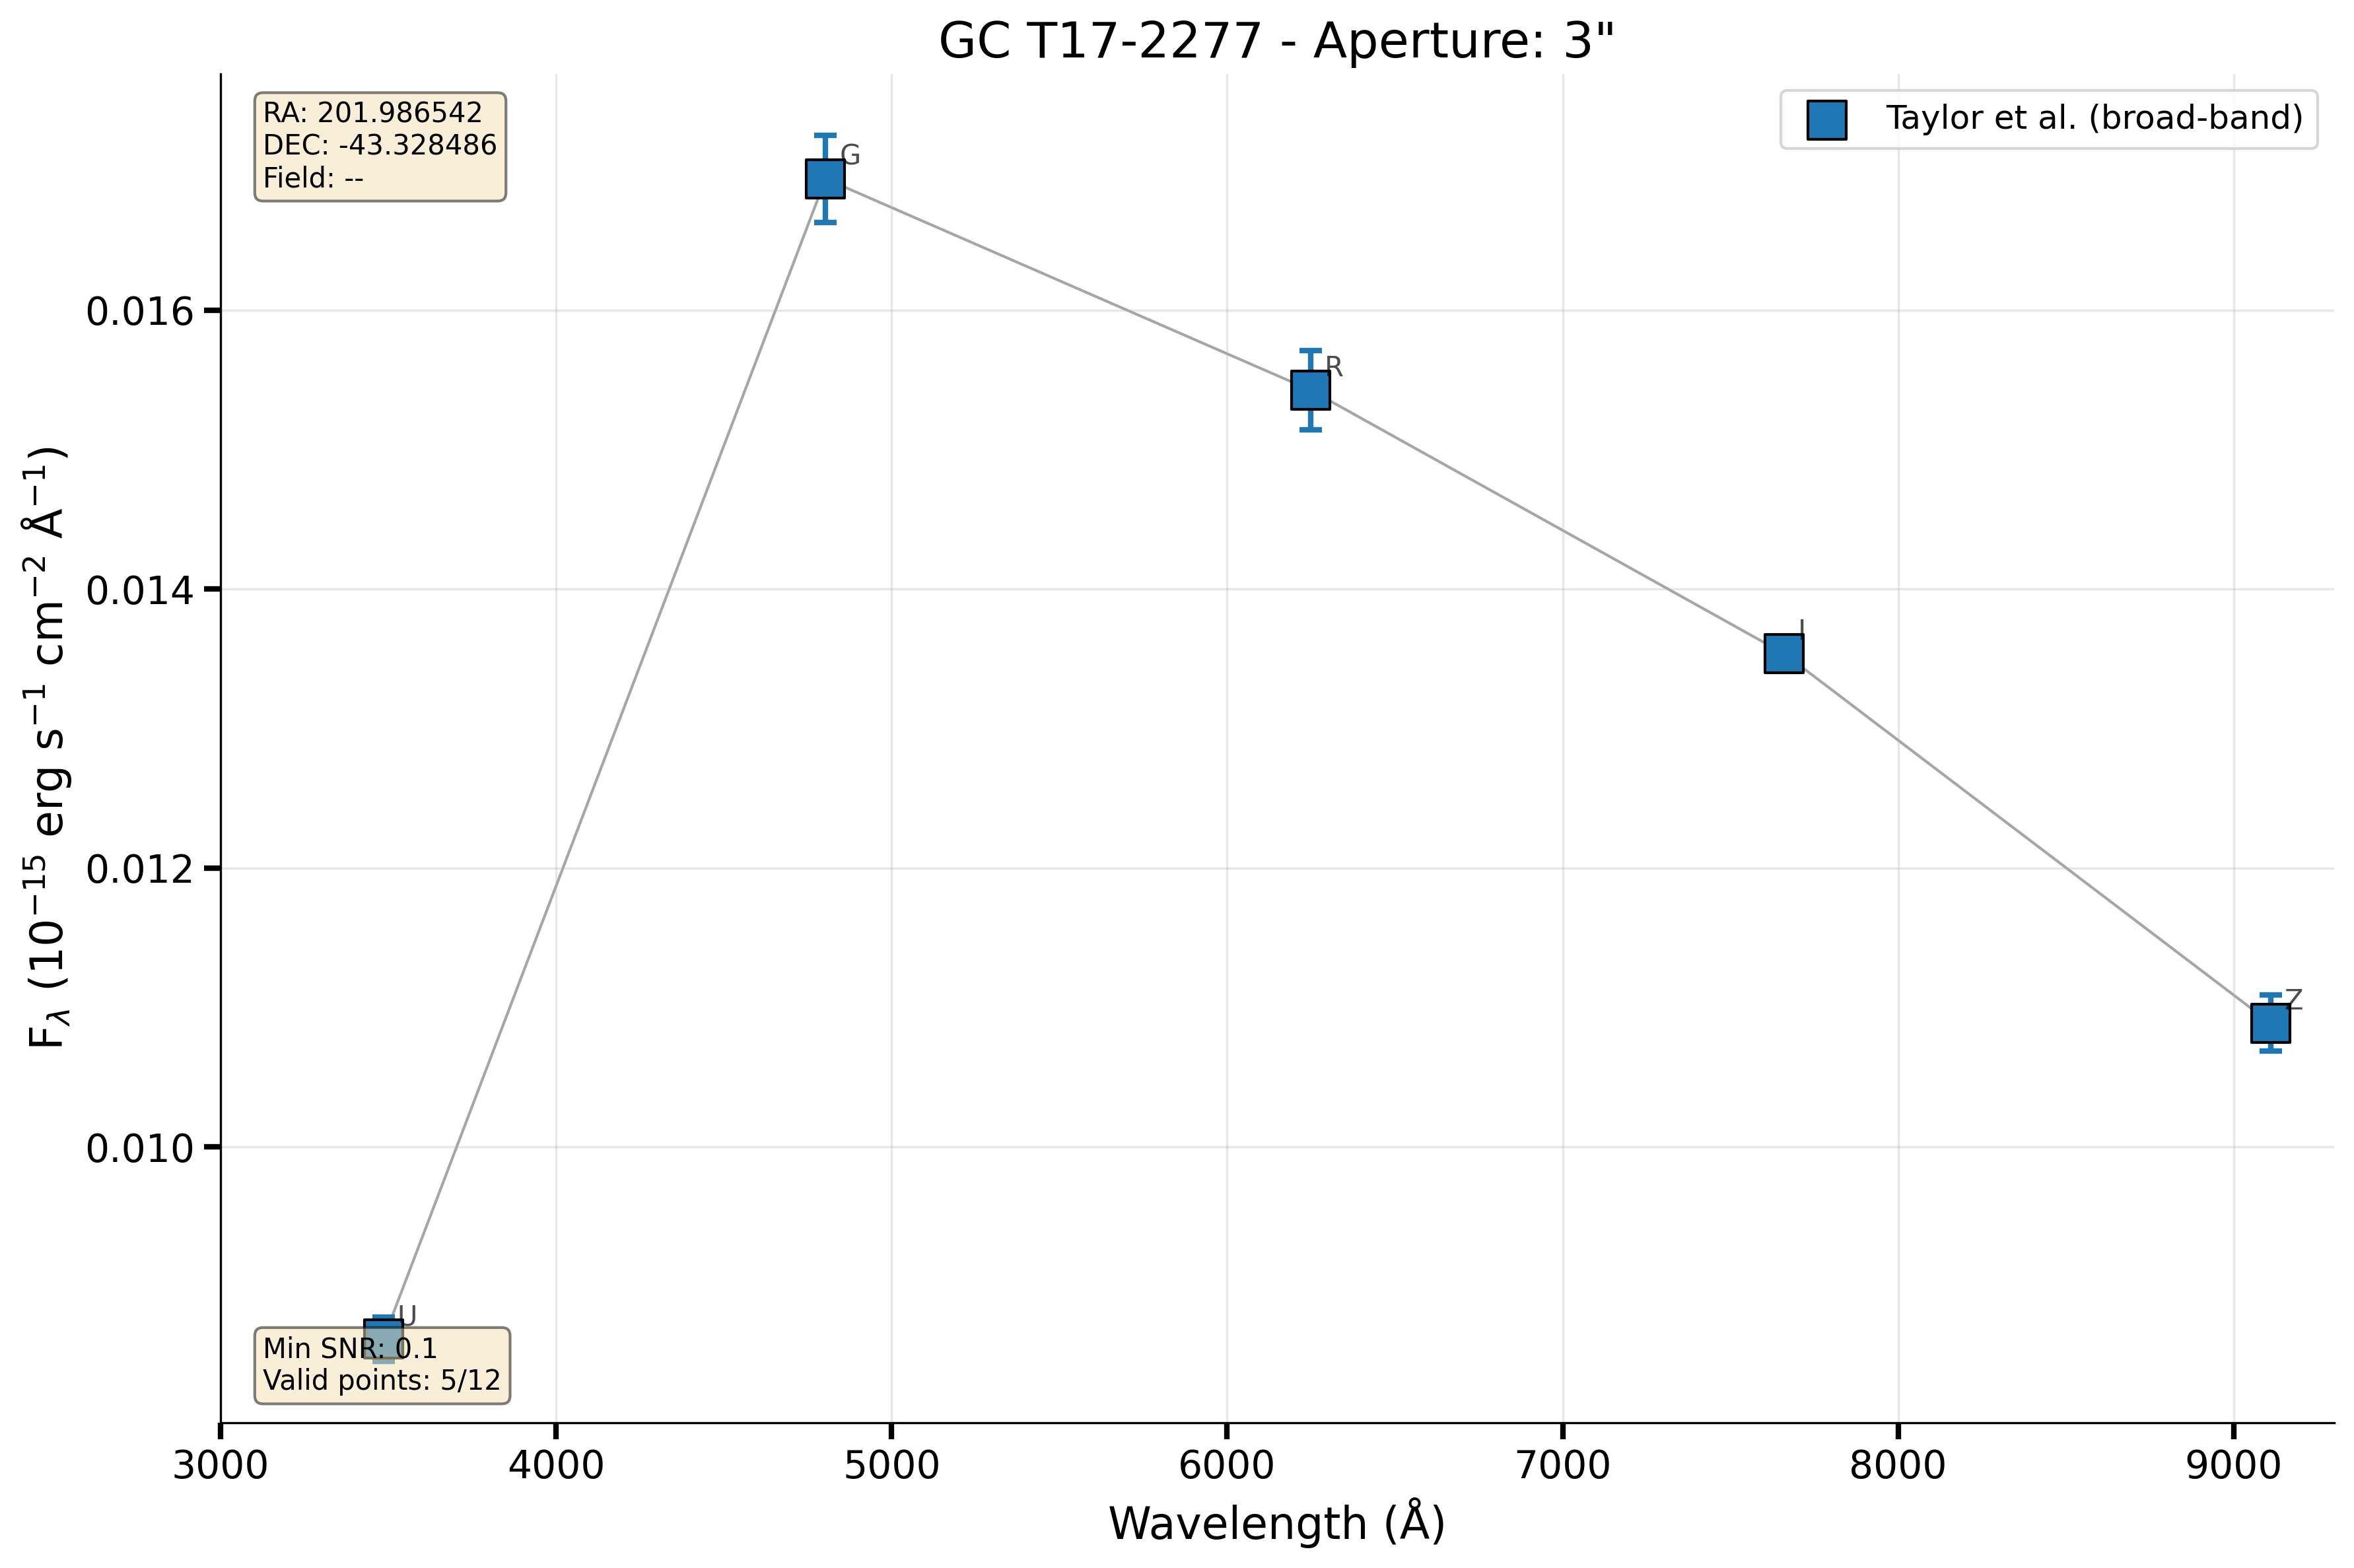 GC T17-2277 - Aperture: 3"
RA: 201.986542
DEC: -43.328486
Field: --
Taylor et al. (broad-band)
G
R
I
Z
U
0.016
0.014
0.012
0.010
F_λ (10⁻¹⁵ erg s⁻¹ cm⁻² Å⁻¹)
Min SNR: 0.1
Valid points: 5/12
3000 4000 5000 6000 7000 8000 9000
Wavelength (Å)